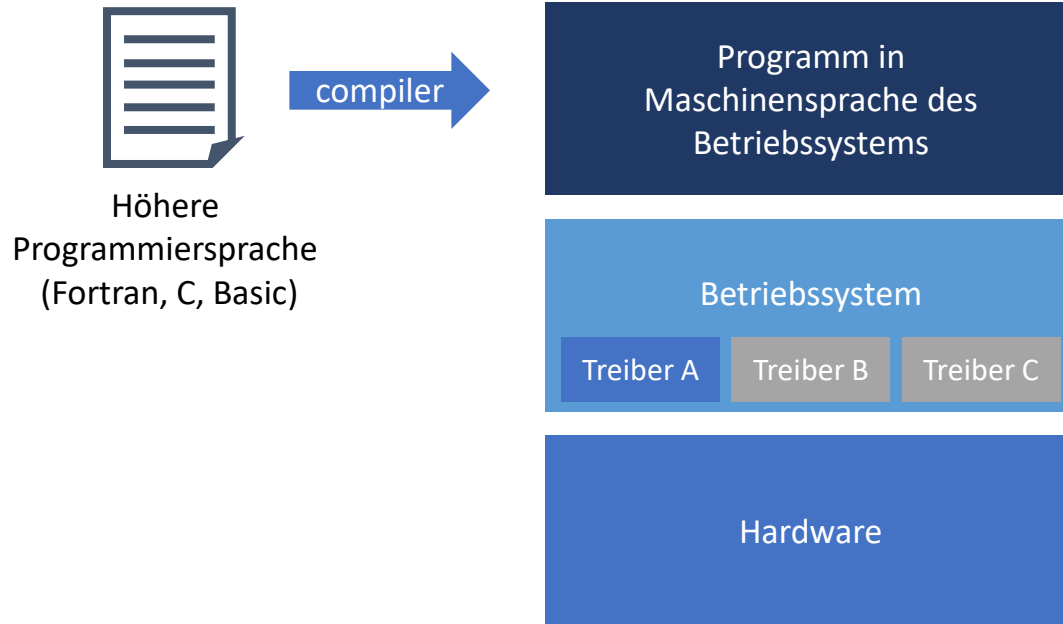 compiler
Höhere
Programmiersprache
(Fortran, C, Basic)
Programm in
Maschinensprache des
Betriebssystems
Betriebssystem
Treiber A
Treiber B
Treiber C
Hardware